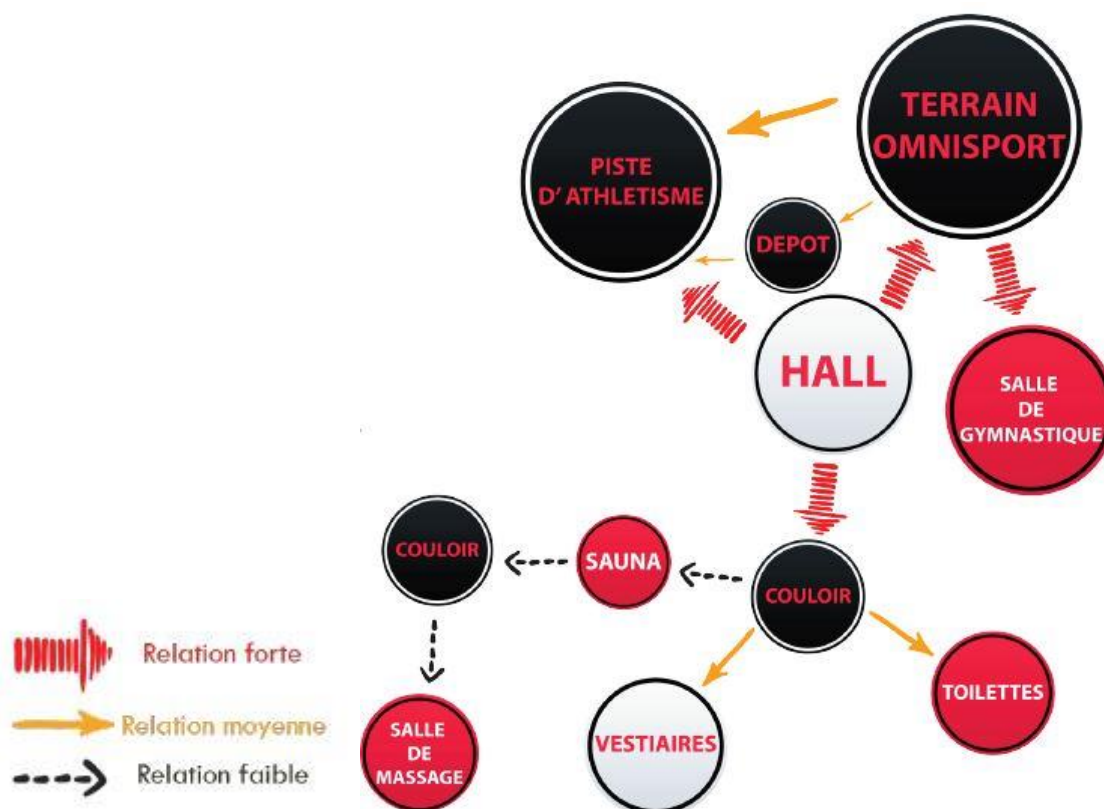 TERRAIN
OMNISPORT
PISTE
D' ATHLETISME
DEPOT
HALL
SALLE
DE
GYMNASTIQUE
COULOIR
SAUNA
COULOIR
TOILETTES
VESTIAIRES
SALLE
DE
MASSAGE
Relation forte
Relation moyenne
Relation faible